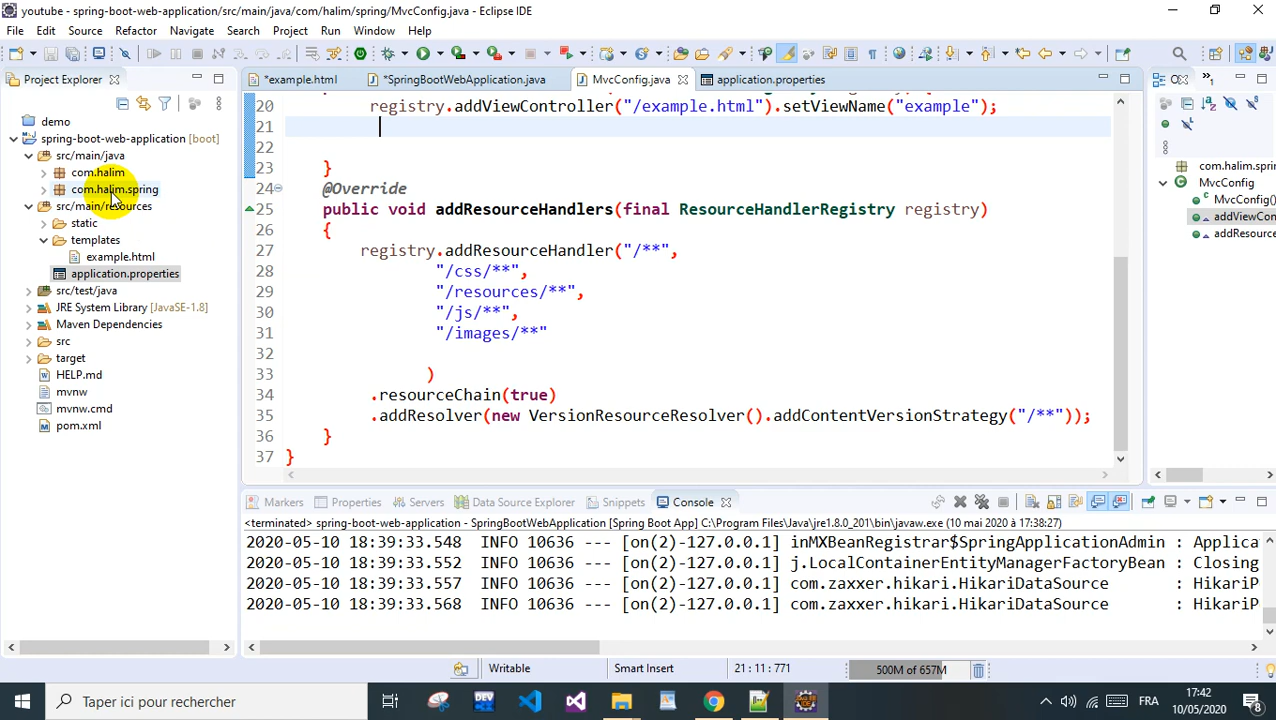 youtube - spring-boot-web-application/src/main/java/com/halim/spring/MvcConfig.java - Eclipse IDE
File Edit Source Refactor Navigate Search Project Run Window Help
Project Explorer
*example.html
*SpringBootWebApplication.java
MvcConfig.java
application.properties
demo
spring-boot-web-application [boot]
src/main/java
com.halim
com.halim.spring
src/main/resources
static
templates
example.html
application.properties
src/test/java
JRE System Library [JavaSE-1.8]
Maven Dependencies
src
target
HELP.md
mvnw
mvnw.cmd
pom.xml
20 registry.addViewController("/example.html").setViewName("example");
21
22
23 }
24 @Override
25 public void addResourceHandlers(final ResourceHandlerRegistry registry)
26 {
27 registry.addResourceHandler("/**",
28 "/css/**",
29 "/resources/**",
30 "/js/**",
31 "/images/**"
32
33 )
34 .resourceChain(true)
35 .addResolver(new VersionResourceResolver().addContentVersionStrategy("/**"));
36 }
37 }
com.halim.spring
MvcConfig
MvcConfig()
addViewCon
addResourc
Markers Properties Servers Data Source Explorer Snippets Console
<terminated> spring-boot-web-application - SpringBootWebApplication [Spring Boot App] C:\Program Files\Java\jre1.8.0_201\bin\javaw.exe (10 mai 2020 à 17:38:27)
2020-05-10 18:39:33.548 INFO 10636 --- [on(2)-127.0.0.1] inMXBeanRegistrar$SpringApplicationAdmin : Applica
2020-05-10 18:39:33.552 INFO 10636 --- [on(2)-127.0.0.1] j.LocalContainerEntityManagerFactoryBean : Closing
2020-05-10 18:39:33.557 INFO 10636 --- [on(2)-127.0.0.1] com.zaxxer.hikari.HikariDataSource : HikariP
2020-05-10 18:39:33.568 INFO 10636 --- [on(2)-127.0.0.1] com.zaxxer.hikari.HikariDataSource : HikariP
Writable
Smart Insert
21 : 11 : 771
500M of 657M
Taper ici pour rechercher
FRA
17:42
10/05/2020
8